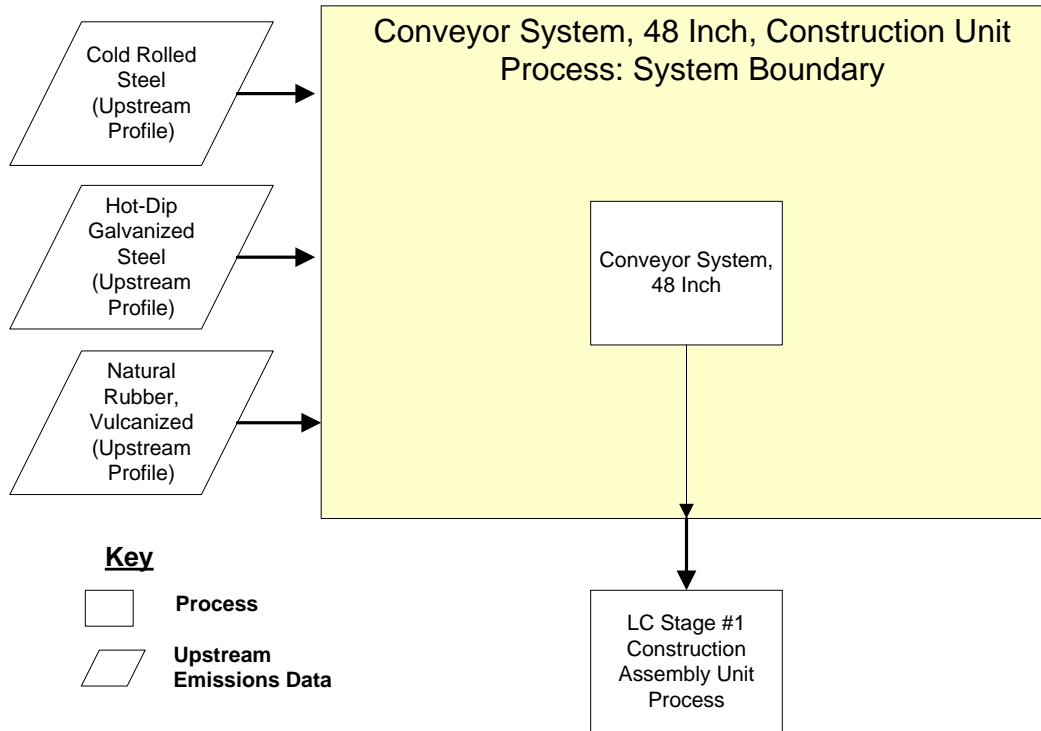 Cold Rolled
Steel
(Upstream
Profile)
Conveyor System, 48 Inch, Construction Unit
Process: System Boundary
Hot-Dip
Galvanized
Steel
(Upstream
Profile)
Conveyor System,
48 Inch
Natural
Rubber,
Vulcanized
(Upstream
Profile)
Key
Process
Upstream
Emissions Data
LC Stage #1
Construction
Assembly Unit
Process